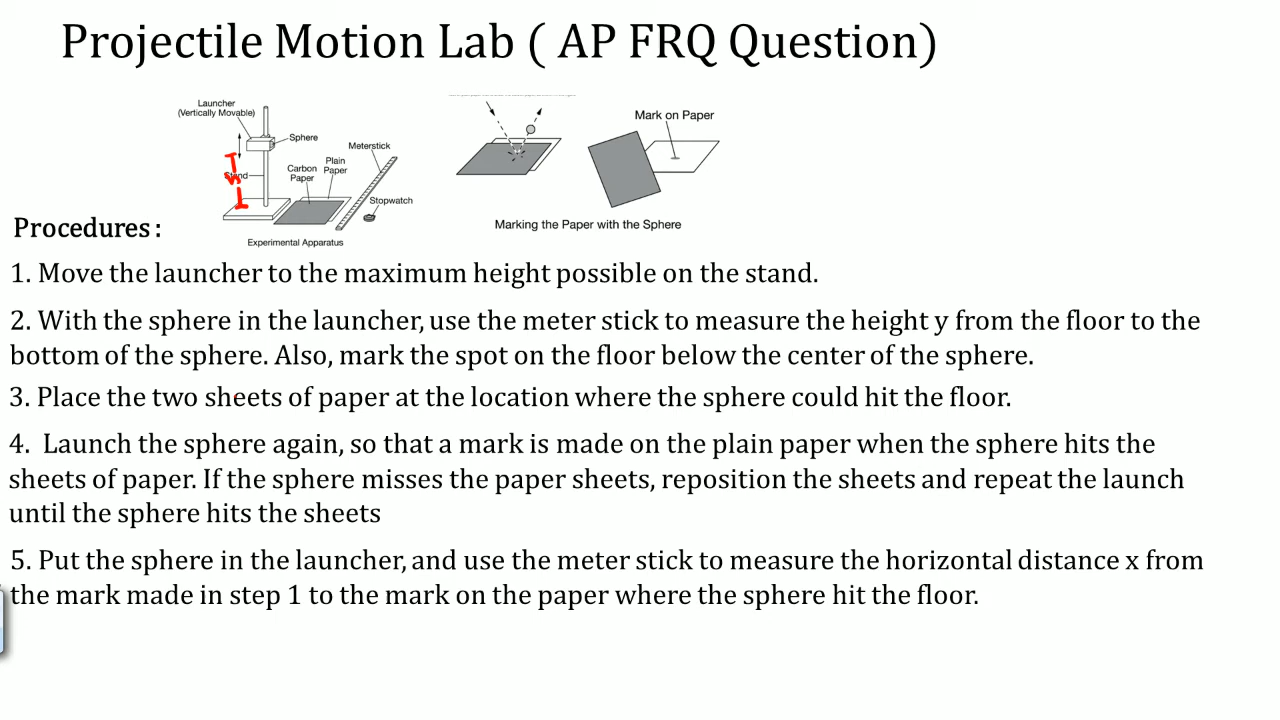 Projectile Motion Lab ( AP FRQ Question)
Launcher
(Vertically Movable)
Sphere
Meterstick
Plain
Paper
Carbon
Paper
Stopwatch
Experimental Apparatus
Mark on Paper
Marking the Paper with the Sphere
Procedures :
1. Move the launcher to the maximum height possible on the stand.
2. With the sphere in the launcher, use the meter stick to measure the height y from the floor to the
bottom of the sphere. Also, mark the spot on the floor below the center of the sphere.
3. Place the two sheets of paper at the location where the sphere could hit the floor.
4. Launch the sphere again, so that a mark is made on the plain paper when the sphere hits the
sheets of paper. If the sphere misses the paper sheets, reposition the sheets and repeat the launch
until the sphere hits the sheets
5. Put the sphere in the launcher, and use the meter stick to measure the horizontal distance x from
the mark made in step 1 to the mark on the paper where the sphere hit the floor.